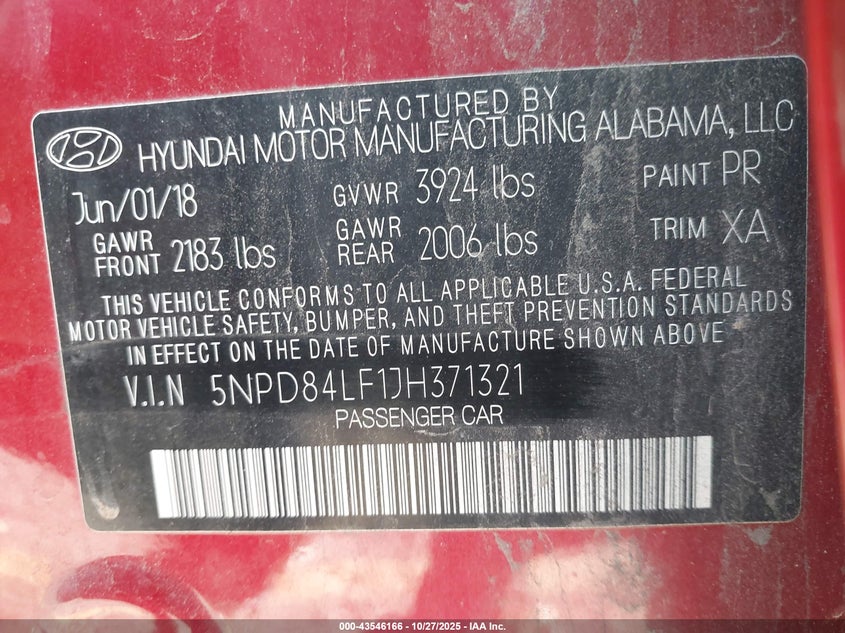 MANUFACTURED BY
HYUNDAI MOTOR MANUFACTURING ALABAMA, LLC
Jun/01/18 GVWR 3924 lbs PAINT PR
GAWR FRONT 2183 lbs GAWR REAR 2006 lbs TRIM XA
THIS VEHICLE CONFORMS TO ALL APPLICABLE U.S.A. FEDERAL
MOTOR VEHICLE SAFETY, BUMPER, AND THEFT PREVENTION STANDARDS
IN EFFECT ON THE DATE OF MANUFACTURE SHOWN ABOVE
V.I.N 5NPD84LF1JH371321
PASSENGER CAR
000-43546166 - 10/27/2025 - IAA Inc.